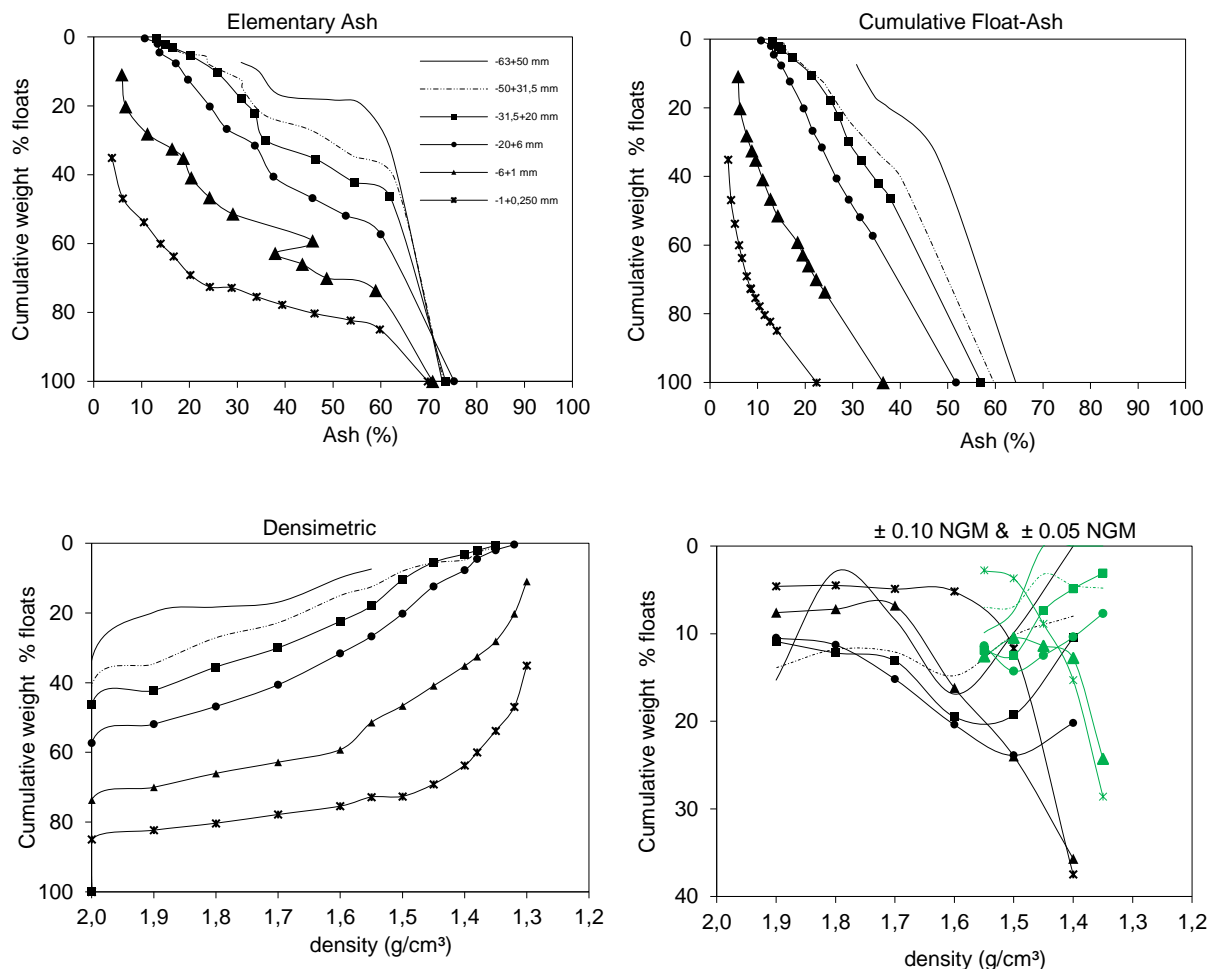 Elementary Ash
Cumulative weight % floats
0
20
40
60
80
100
0 10 20 30 40 50 60 70 80 90 100
Ash (%)
-63+50 mm
-50+31,5 mm
-31,5+20 mm
-20+6 mm
-6+1 mm
-1+0,250 mm
Cumulative Float-Ash
Cumulative weight % floats
0
20
40
60
80
100
0 10 20 30 40 50 60 70 80 90 100
Ash (%)
Densimetric
Cumulative weight % floats
0
20
40
60
80
100
2,0 1,9 1,8 1,7 1,6 1,5 1,4 1,3 1,2
density (g/cm³)
± 0.10 NGM & ± 0.05 NGM
Cumulative weight % floats
0
10
20
30
40
2,0 1,9 1,8 1,7 1,6 1,5 1,4 1,3 1,2
density (g/cm³)